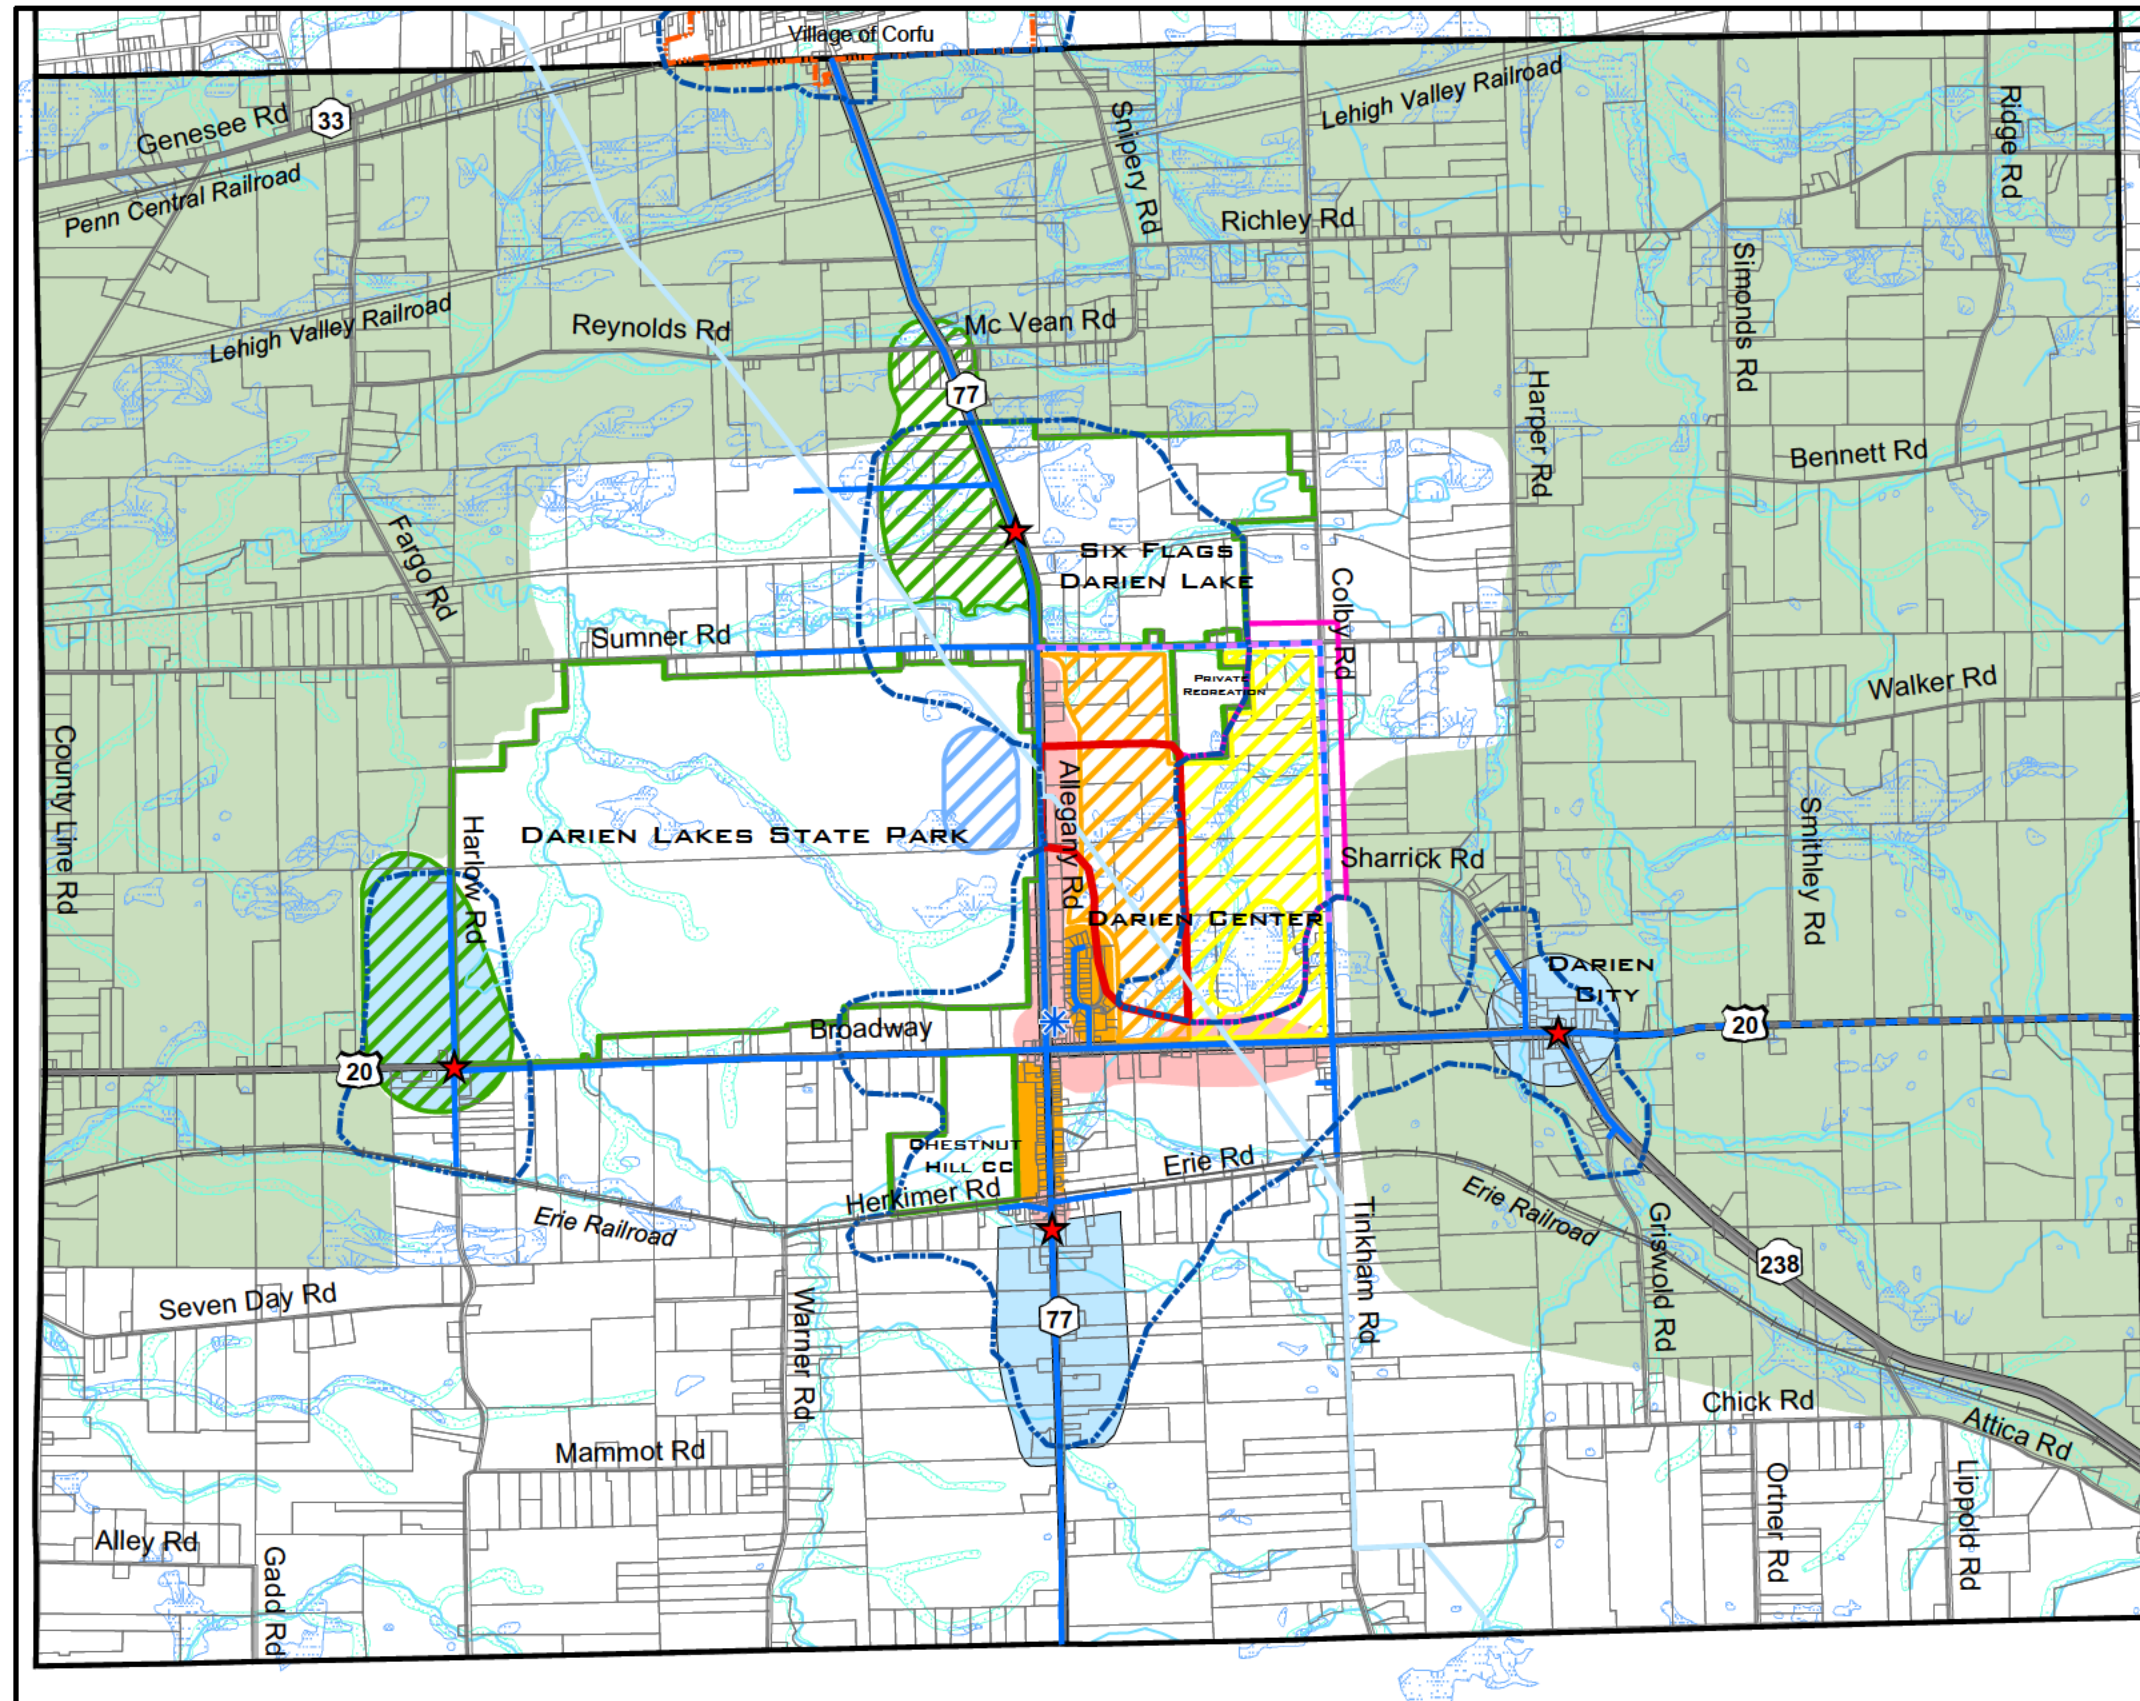 Village of Corfu
Genesee Rd
33
Penn Central Railroad
Lehigh Valley Railroad
Snipery Rd
Ridge Rd
Richley Rd
Simonds Rd
Lehigh Valley Railroad
Reynolds Rd
Mc Vean Rd
77
Harper Rd
Bennett Rd
Fargo Rd
Six Flags
Darien Lake
Colby Rd
Sumner Rd
Private
Recreation
Walker Rd
County Line Rd
Allegany Rd
Harlow Rd
Darien Lakes State Park
Smithley Rd
Sharrick Rd
Darien Center
Darien
City
Broadway
20
20
Chestnut
Hill CC
Erie Rd
Herkimer Rd
Erie Railroad
Tinkham Rd
Erie Railroad
Griswold Rd
238
Seven Day Rd
Warner Rd
77
Chick Rd
Attica Rd
Mammot Rd
Ortner Rd
Lippold Rd
Alley Rd
Gadd Rd